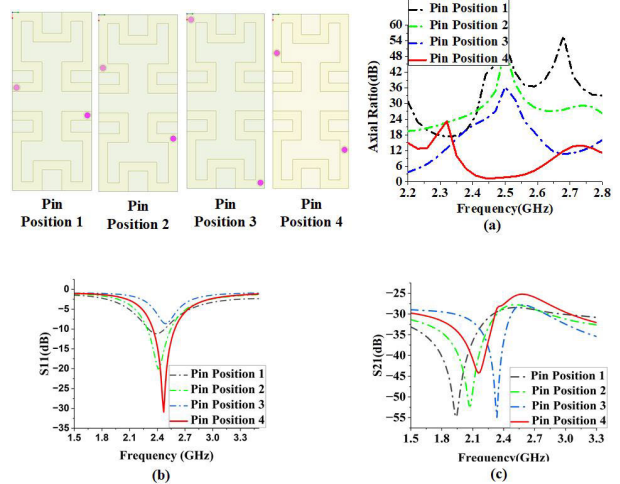 Pin
Position 1
Pin
Position 2
Pin
Position 3
Pin
Position 4
Axial Ratio(dB)
60
54
48
42
36
30
24
18
12
6
0
Pin Position 1
Pin Position 2
Pin Position 3
Pin Position 4
2.2 2.3 2.4 2.5 2.6 2.7 2.8
Frequency(GHz)
(a)
S11(dB)
0
−5
−10
−15
−20
−25
−30
−35
Pin Position 1
Pin Position 2
Pin Position 3
Pin Position 4
1.5 1.8 2.1 2.4 2.7 3.0 3.3
Frequency (GHz)
(b)
S21(dB)
−25
−30
−35
−40
−45
−50
−55
Pin Position 1
Pin Position 2
Pin Position 3
Pin Position 4
1.5 1.8 2.1 2.4 2.7 3.0 3.3
Frequency(GHz)
(c)